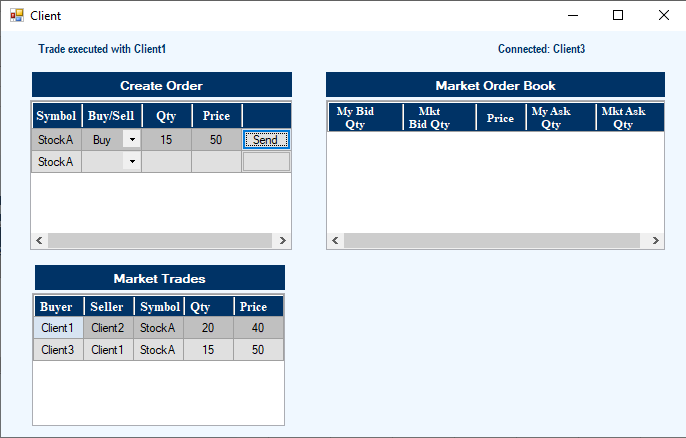 Client
Trade executed with Client1
Connected: Client3
Create Order
Symbol Buy/Sell Qty Price
StockA Buy 15 50 Send
StockA
Market Order Book
My Bid Qty Mkt Bid Qty Price My Ask Qty Mkt Ask Qty
Market Trades
Buyer Seller Symbol Qty Price
Client1 Client2 StockA 20 40
Client3 Client1 StockA 15 50